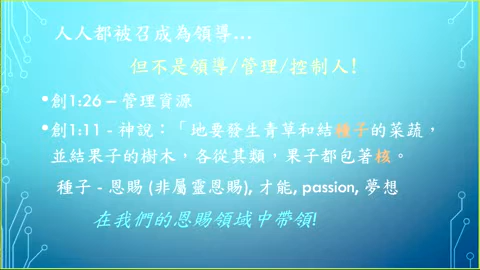 人人都被召成為領導…
但不是領導/管理/控制人!
•創1:26 – 管理資源
•創1:11 - 神說：「地要發生青草和結種子的菜蔬，
並結果子的樹木，各從其類，果子都包著核。
種子 - 恩賜 (非屬靈恩賜), 才能, passion, 夢想
在我們的恩賜領域中帶領!